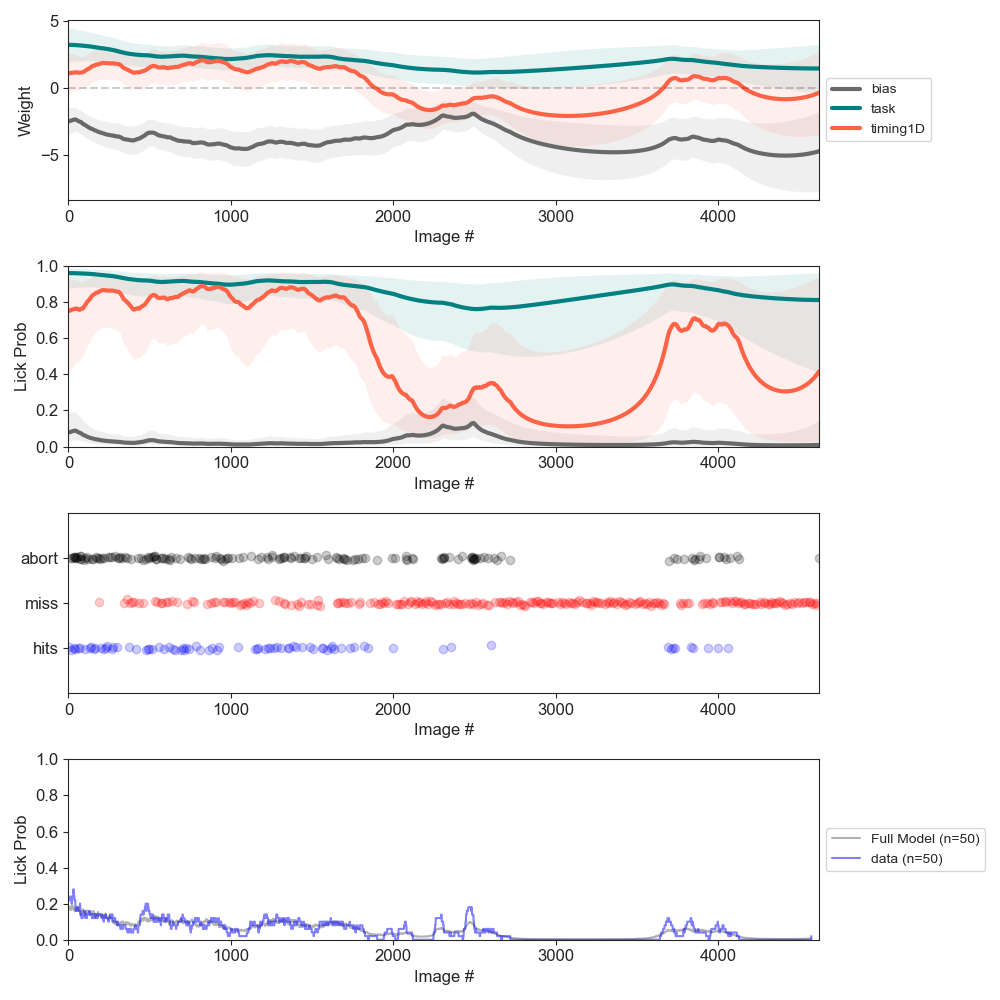 5
0
−5
Weight
0 1000 2000 3000 4000
Image #
bias
task
timing1D
1.0
0.8
0.6
0.4
0.2
0.0
Lick Prob
0 1000 2000 3000 4000
Image #
abort
miss
hits
0 1000 2000 3000 4000
Image #
1.0
0.8
0.6
0.4
0.2
0.0
Lick Prob
0 1000 2000 3000 4000
Image #
Full Model (n=50)
data (n=50)